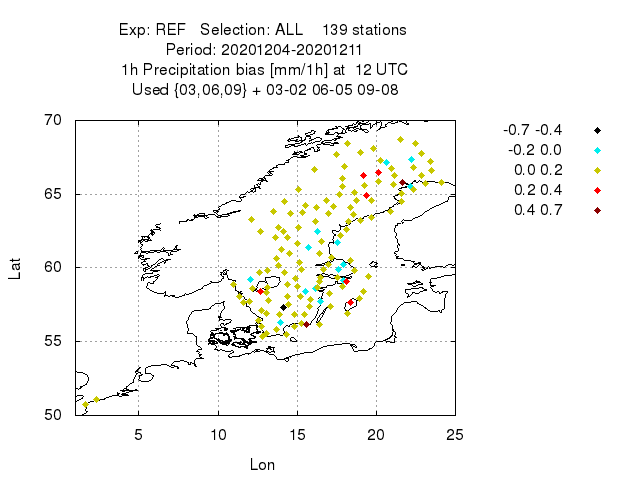 Exp: REF   Selection: ALL    139 stations
Period: 20201204-20201211
1h Precipitation bias [mm/1h] at  12 UTC
Used {03,06,09} + 03-02 06-05 09-08
-0.7 -0.4
-0.2 0.0
0.0 0.2
0.2 0.4
0.4 0.7
70
65
60
55
50
Lat
5 10 15 20 25
Lon